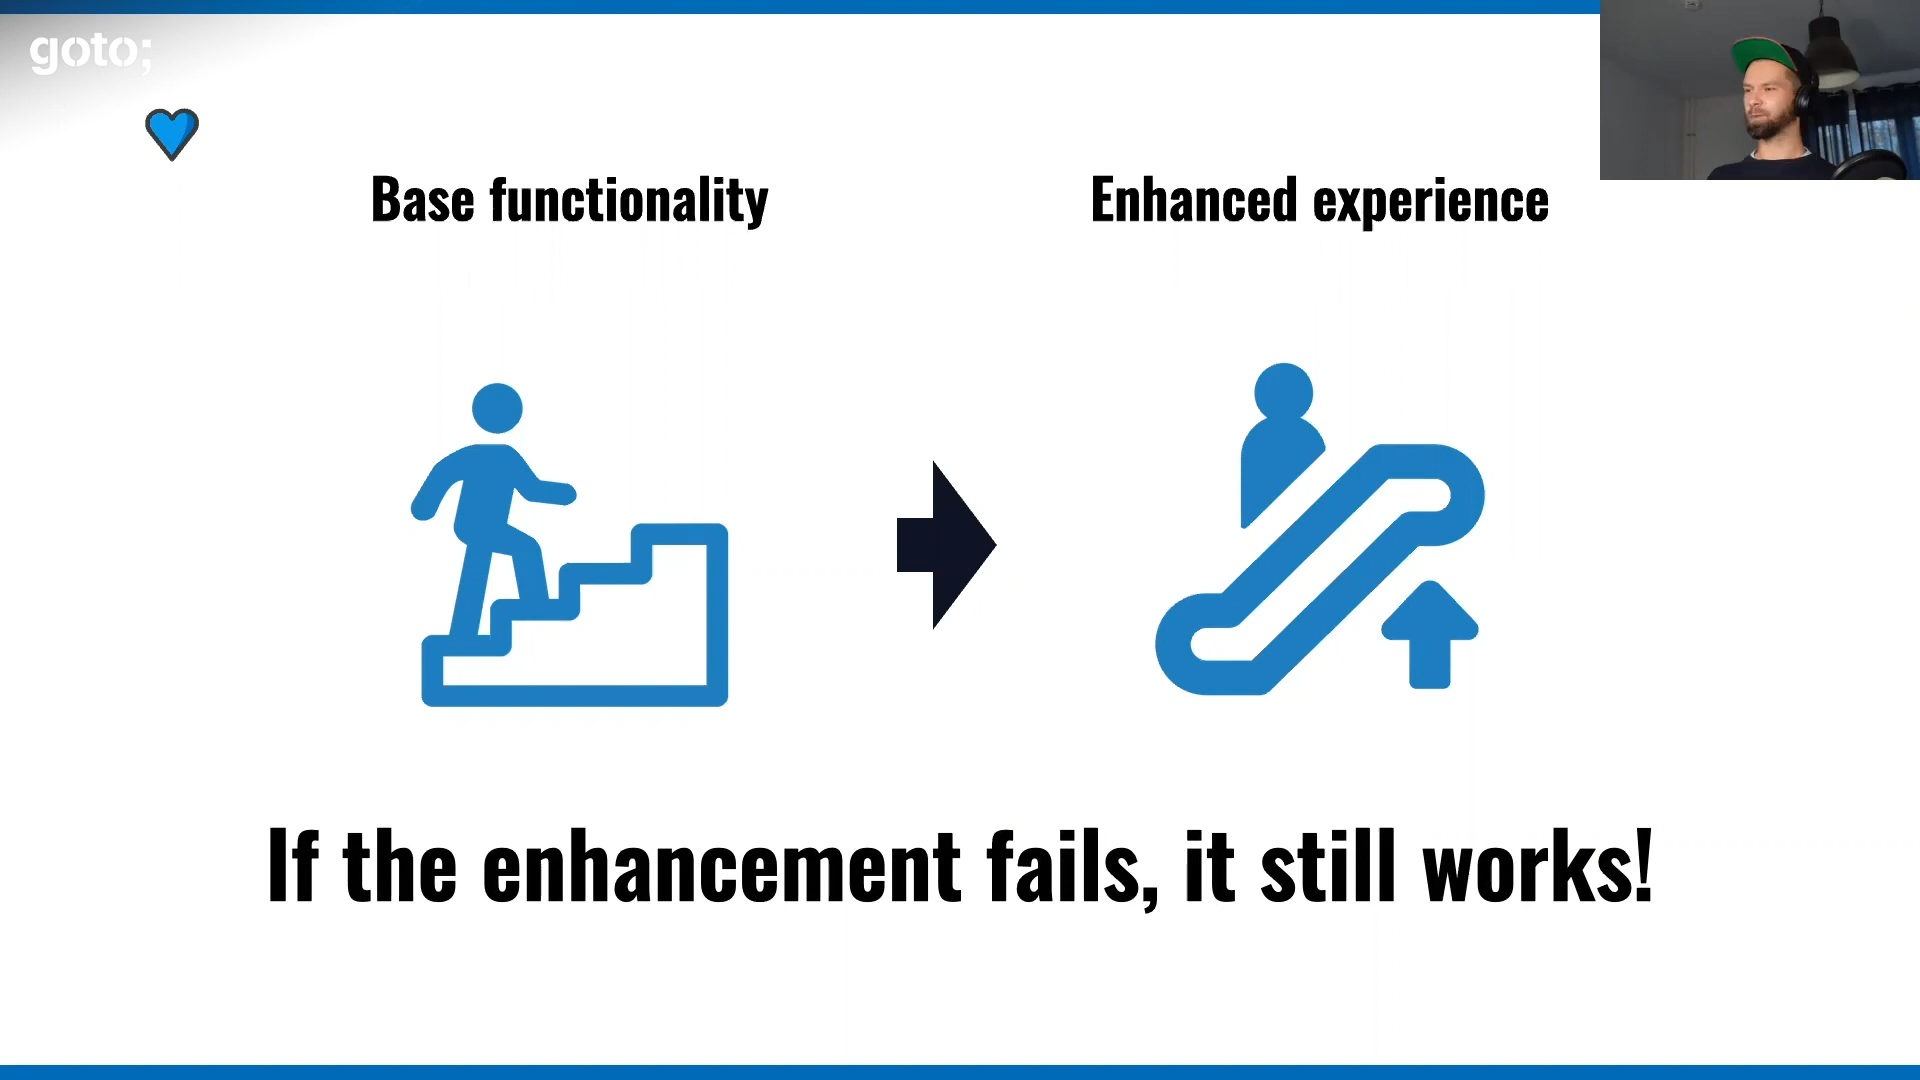 goto;
Base functionality
Enhanced experience
If the enhancement fails, it still works!